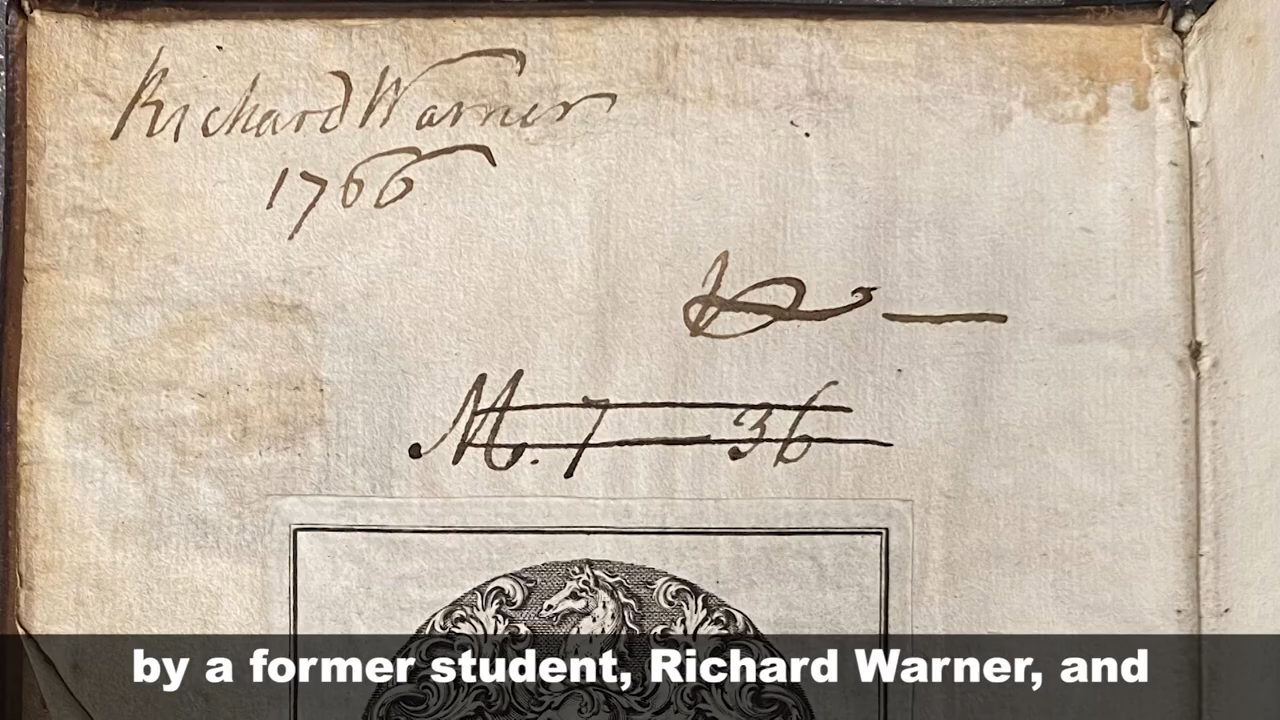 Richard Warner
1766
M. 7 — 36
by a former student, Richard Warner, and